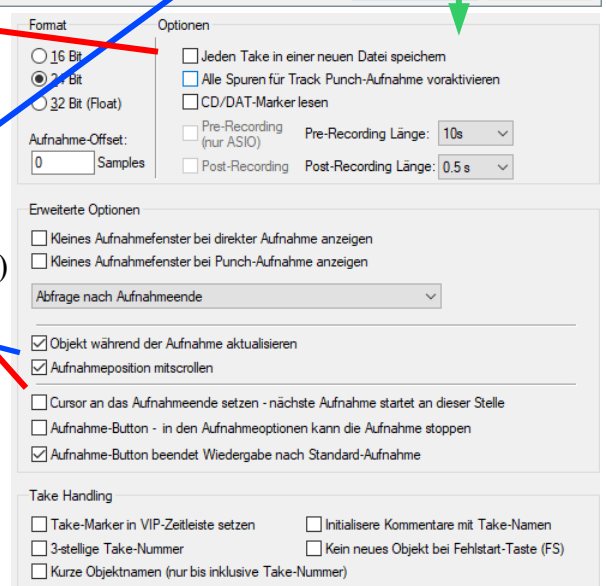 Format
Optionen
16 Bit
24 Bit
32 Bit (Float)
Aufnahme-Offset:
0 Samples
Jeden Take in einer neuen Datei speichern
Alle Spuren für Track Punch-Aufnahme voraktivieren
CD/DAT-Marker lesen
Pre-Recording
(nur ASIO)
Pre-Recording Länge: 10s
Post-Recording Post-Recording Länge: 0.5 s
Erweiterte Optionen
Kleines Aufnahmefenster bei direkter Aufnahme anzeigen
Kleines Aufnahmefenster bei Punch-Aufnahme anzeigen
)
Abfrage nach Aufnahmeende
Objekt während der Aufnahme aktualisieren
Aufnahmeposition mitscrollen
Cursor an das Aufnahmeende setzen - nächste Aufnahme startet an dieser Stelle
Aufnahme-Button - in den Aufnahmeoptionen kann die Aufnahme stoppen
Aufnahme-Button beendet Wiedergabe nach Standard-Aufnahme
Take Handling
Take-Marker in VIP-Zeitleiste setzen
Initialisere Kommentare mit Take-Namen
3-stellige Take-Nummer
Kein neues Objekt bei Fehlstart-Taste (FS)
Kurze Objektnamen (nur bis inklusive Take-Nummer)